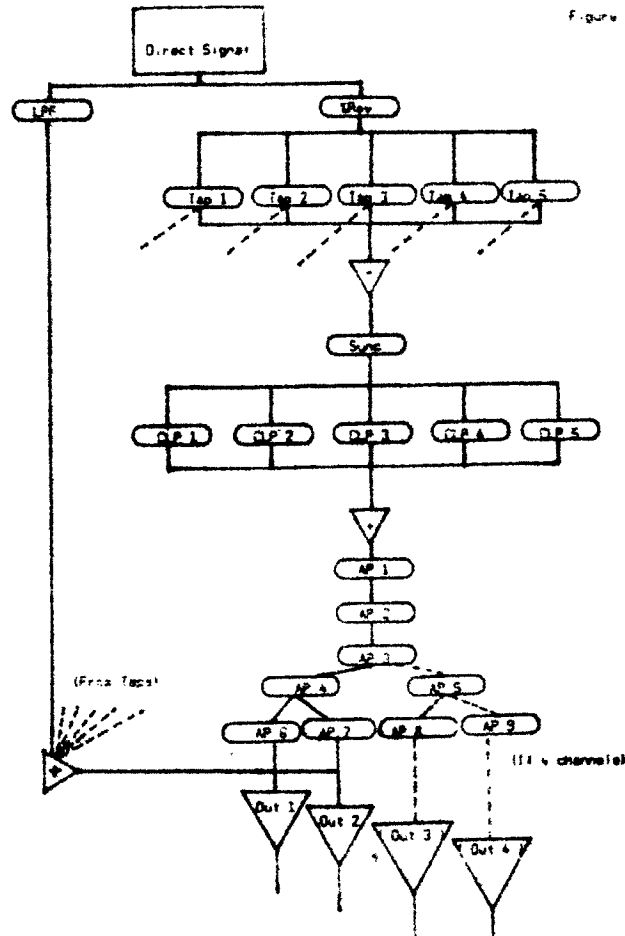 Figure
Direct Signal
LPF
%Rev
Tap 1 Tap 2 Tap 3 Tap 4 Tap 5
-
Sync
CLP 1 CLP 2 CLP 3 CLP 4 CLP 5
+
AP 1
AP 2
AP 3
(From Taps)
AP 4 AP 5
AP 6 AP 7 AP 8 AP 9
(If 4 channels)
+
Out 1 Out 2 ( Out 3 ) ( Out 4 )